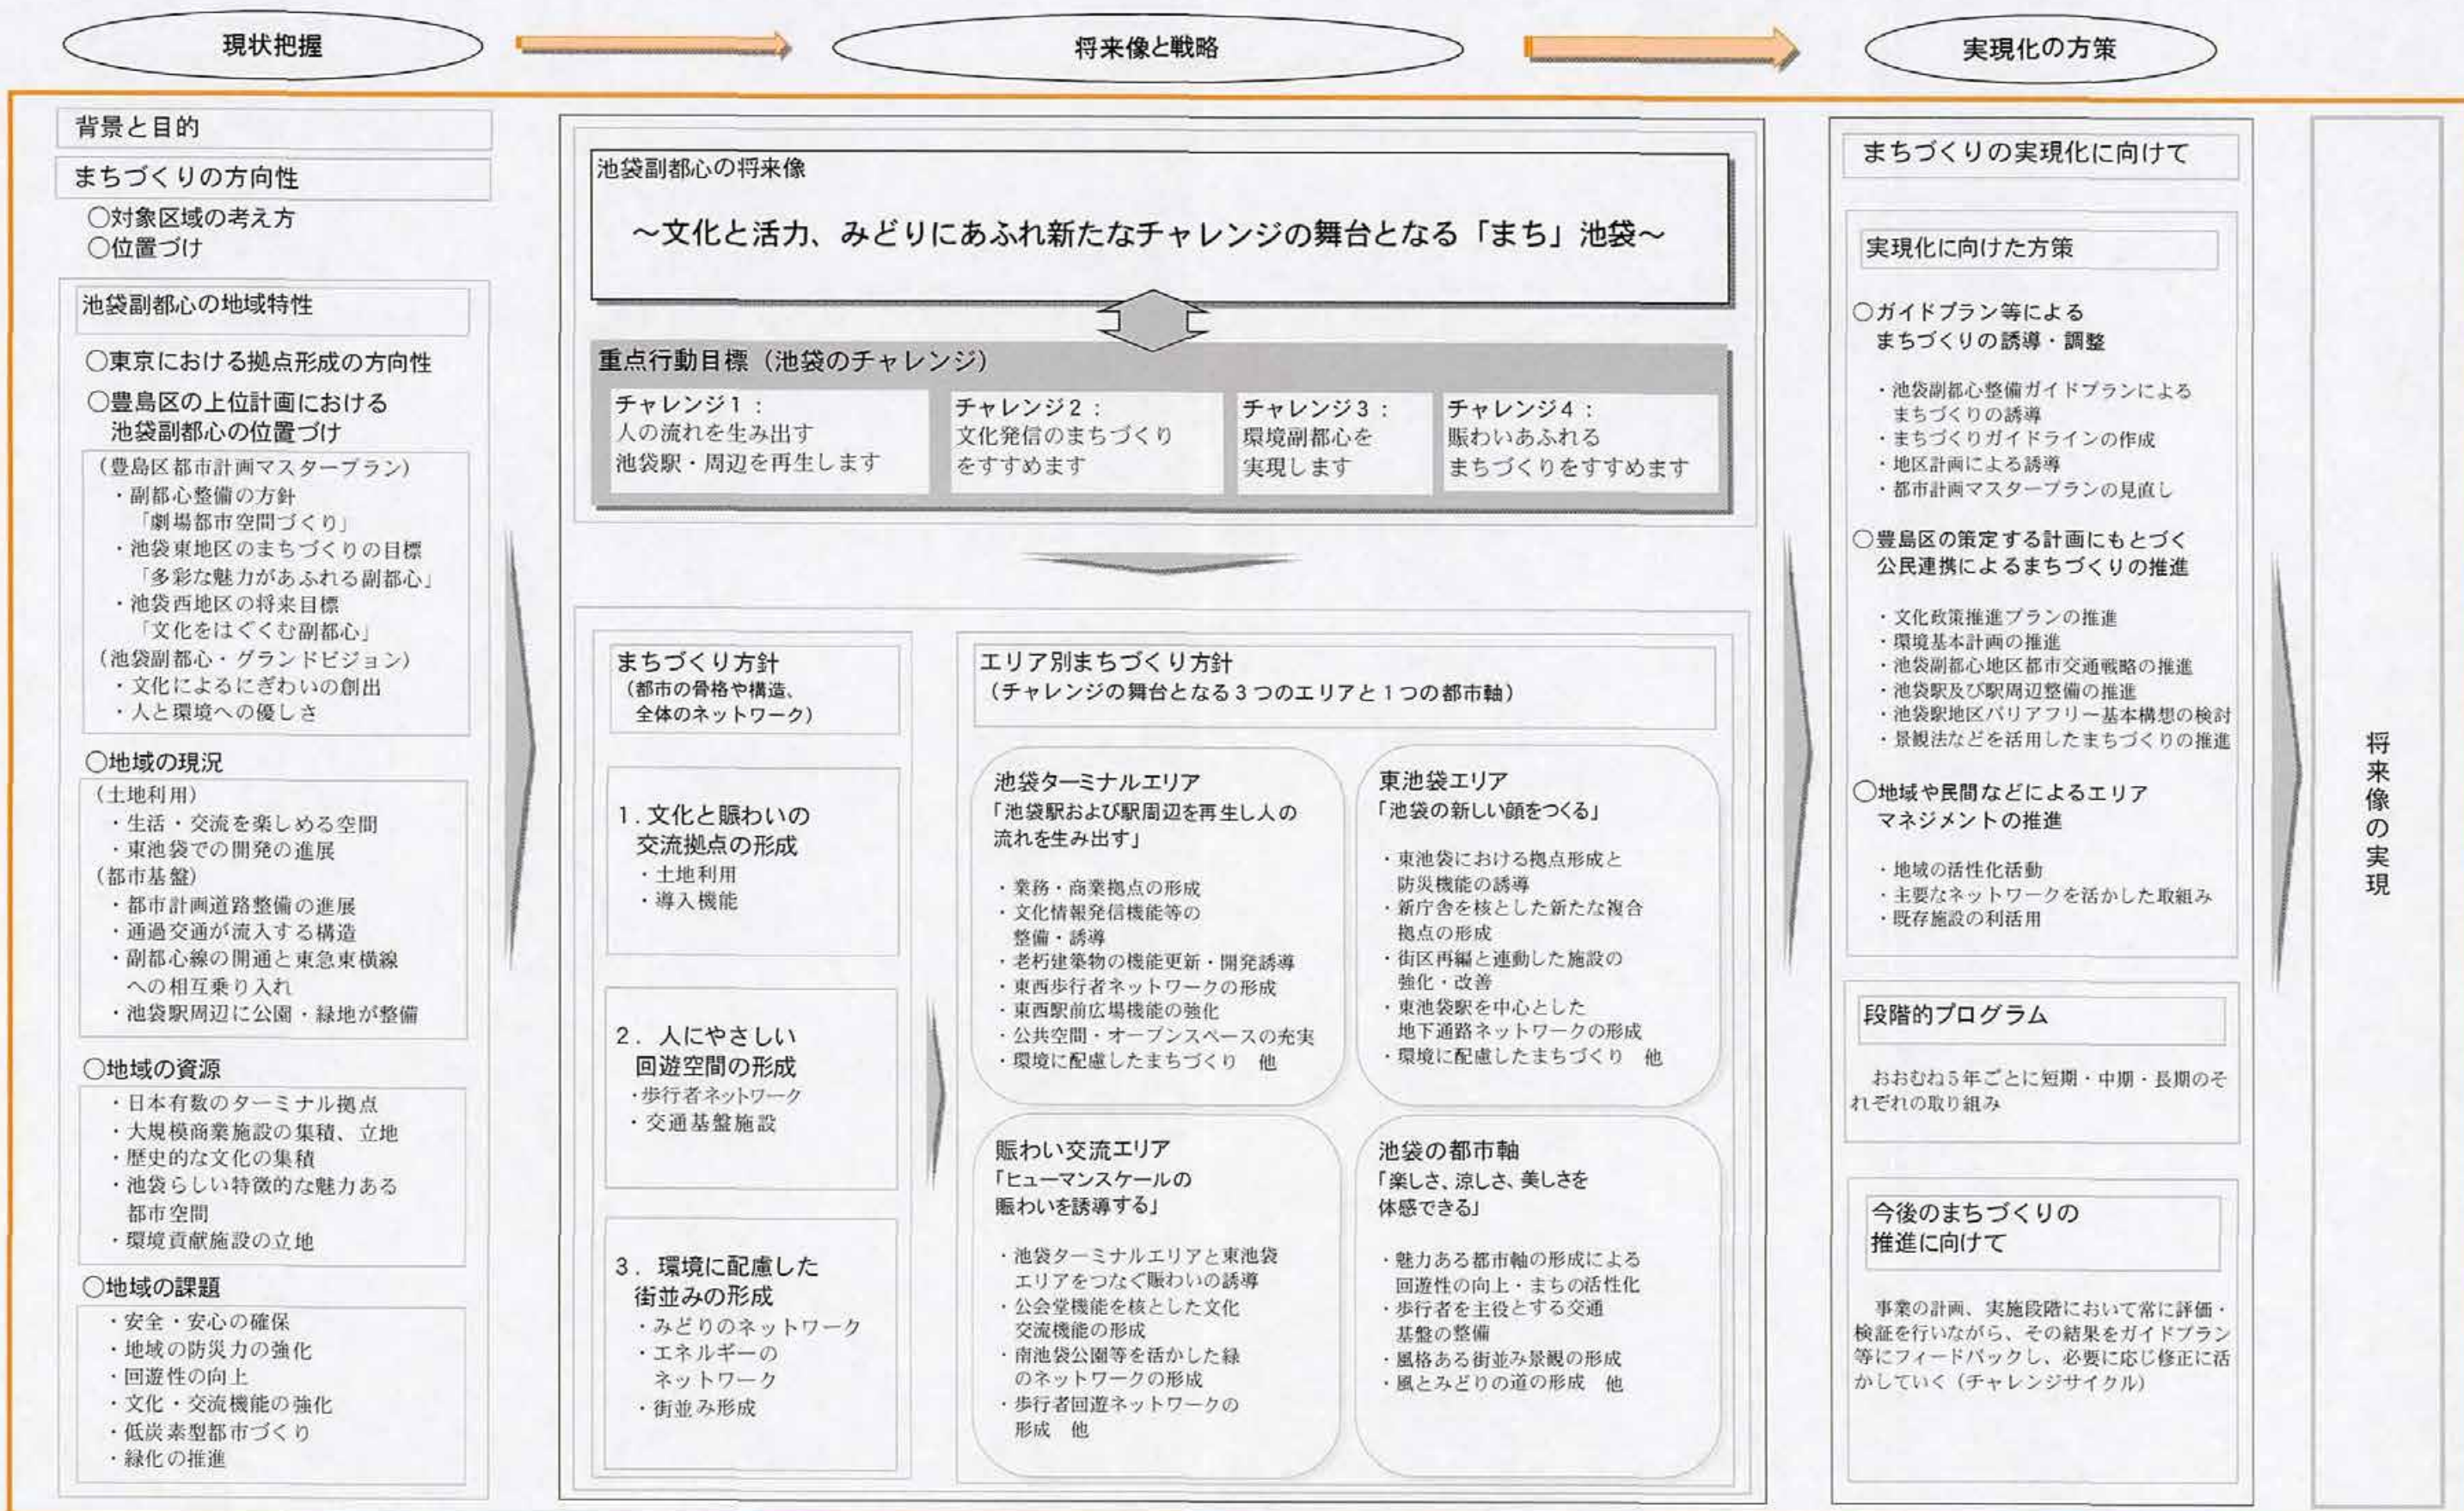 現状把握
将来像と戦略
実現化の方策
背景と目的
まちづくりの方向性
○対象区域の考え方
○位置づけ
池袋副都心の地域特性
○東京における拠点形成の方向性
○豊島区の上位計画における
池袋副都心の位置づけ
(豊島区都市計画マスタープラン)
・副都心整備の方針
「劇場都市空間づくり」
・池袋東地区のまちづくりの目標
「多彩な魅力があふれる副都心」
・池袋西地区の将来目標
「文化をはぐくむ副都心」
(池袋副都心・グランドビジョン)
・文化によるにぎわいの創出
・人と環境への優しさ
○地域の現況
(土地利用)
・生活・交流を楽しめる空間
・東池袋での開発の進展
(都市基盤)
・都市計画道路整備の進展
・通過交通が流入する構造
・副都心線の開通と東急東横線
への相互乗り入れ
・池袋駅周辺に公園・緑地が整備
○地域の資源
・日本有数のターミナル拠点
・大規模商業施設の集積、立地
・歴史的な文化の集積
・池袋らしい特徴的な魅力ある
都市空間
・環境貢献施設の立地
○地域の課題
・安全・安心の確保
・地域の防災力の強化
・回遊性の向上
・文化・交流機能の強化
・低炭素型都市づくり
・緑化の推進
池袋副都心の将来像
～文化と活力、みどりにあふれ新たなチャレンジの舞台となる「まち」池袋～
重点行動目標(池袋のチャレンジ)
チャレンジ1:
人の流れを生み出す
池袋駅・周辺を再生します
チャレンジ2:
文化発信のまちづくり
をすすめます
チャレンジ3:
環境副都心を
実現します
チャレンジ4:
賑わいあふれる
まちづくりをすすめます
まちづくり方針
(都市の骨格や構造、
全体のネットワーク)
1.文化と賑わいの
交流拠点の形成
・土地利用
・導入機能
2.人にやさしい
回遊空間の形成
・歩行者ネットワーク
・交通基盤施設
3.環境に配慮した
街並みの形成
・みどりのネットワーク
・エネルギーの
ネットワーク
・街並み形成
エリア別まちづくり方針
(チャレンジの舞台となる3つのエリアと1つの都市軸)
池袋ターミナルエリア
「池袋駅および駅周辺を再生し人の
流れを生み出す」
・業務・商業拠点の形成
・文化情報発信機能等の
整備・誘導
・老朽建築物の機能更新・開発誘導
・東西歩行者ネットワークの形成
・東西駅前広場機能の強化
・公共空間・オープンスペースの充実
・環境に配慮したまちづくり 他
東池袋エリア
「池袋の新しい顔をつくる」
・東池袋における拠点形成と
防災機能の誘導
・新庁舎を核とした新たな複合
拠点の形成
・街区再編と連動した施設の
強化・改善
・東池袋駅を中心とした
地下通路ネットワークの形成
・環境に配慮したまちづくり 他
賑わい交流エリア
「ヒューマンスケールの
賑わいを誘導する」
・池袋ターミナルエリアと東池袋
エリアをつなぐ賑わいの誘導
・公会堂機能を核とした文化
交流機能の形成
・南池袋公園等を活かした緑
のネットワークの形成
・歩行者回遊ネットワークの
形成 他
池袋の都市軸
「楽しさ、涼しさ、美しさを
体感できる」
・魅力ある都市軸の形成による
回遊性の向上・まちの活性化
・歩行者を主役とする交通
基盤の整備
・風格ある街並み景観の形成
・風とみどりの道の形成 他
まちづくりの実現化に向けて
実現化に向けた方策
○ガイドプラン等による
まちづくりの誘導・調整
・池袋副都心整備ガイドプランによる
まちづくりの誘導
・まちづくりガイドラインの作成
・地区計画による誘導
・都市計画マスタープランの見直し
○豊島区の策定する計画にもとづく
公民連携によるまちづくりの推進
・文化政策推進プランの推進
・環境基本計画の推進
・池袋副都心地区都市交通戦略の推進
・池袋駅及び駅周辺整備の推進
・池袋駅地区バリアフリー基本構想の検討
・景観法などを活用したまちづくりの推進
○地域や民間などによるエリア
マネジメントの推進
・地域の活性化活動
・主要なネットワークを活かした取組み
・既存施設の利活用
段階的プログラム
おおむね5年ごとに短期・中期・長期のそ
れぞれの取り組み
今後のまちづくりの
推進に向けて
事業の計画、実施段階において常に評価・
検証を行いながら、その結果をガイドプラン
等にフィードバックし、必要に応じ修正に活
かしていく(チャレンジサイクル)
将来像の実現